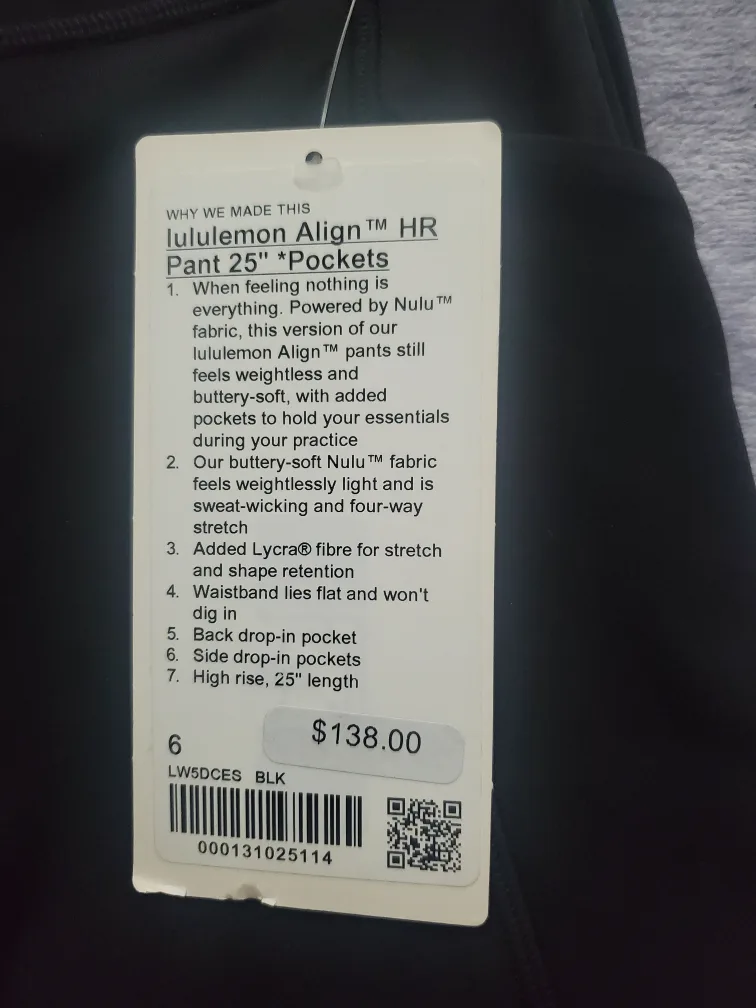 WHY WE MADE THIS
lululemon Align™ HR
Pant 25" *Pockets
1. When feeling nothing is
everything. Powered by Nulu™
fabric, this version of our
lululemon Align™ pants still
feels weightless and
buttery-soft, with added
pockets to hold your essentials
during your practice
2. Our buttery-soft Nulu™ fabric
feels weightlessly light and is
sweat-wicking and four-way
stretch
3. Added Lycra® fibre for stretch
and shape retention
4. Waistband lies flat and won't
dig in
5. Back drop-in pocket
6. Side drop-in pockets
7. High rise, 25" length
$138.00
6
LW5DCES BLK
000131025114